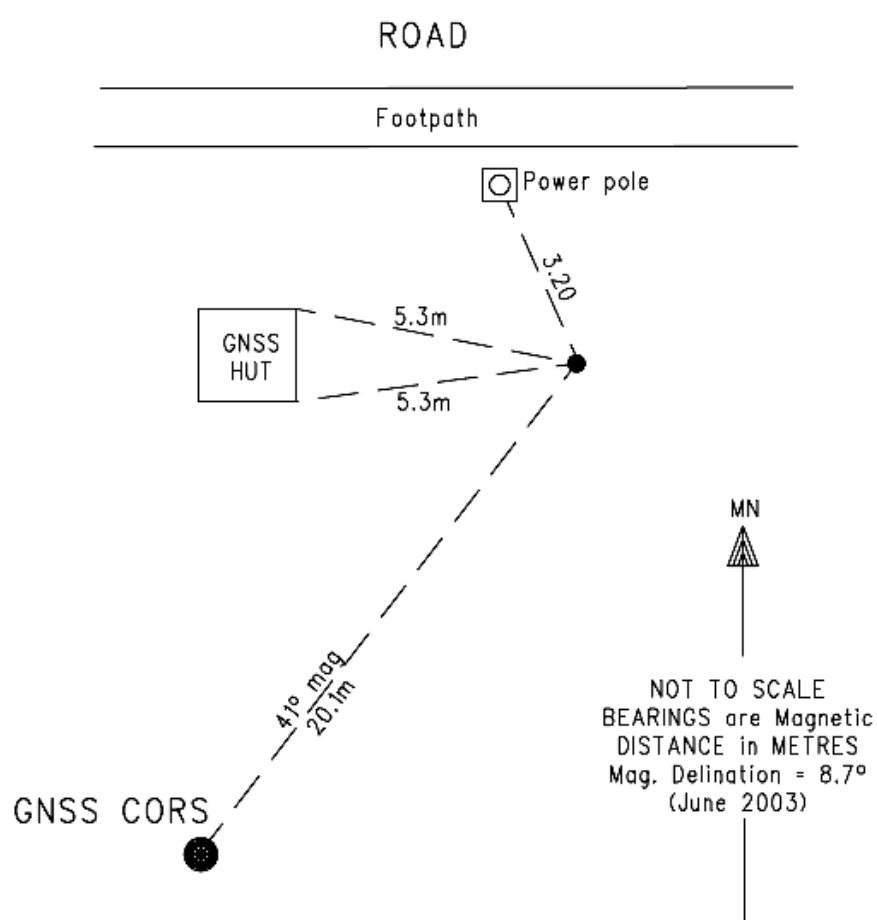 ROAD
Footpath
Power pole
3.20
5.3m
GNSS
HUT
5.3m
MN
41° mag
20.1m
NOT TO SCALE
BEARINGS are Magnetic
DISTANCE in METRES
Mag. Delination = 8.7°
(June 2003)
GNSS CORS